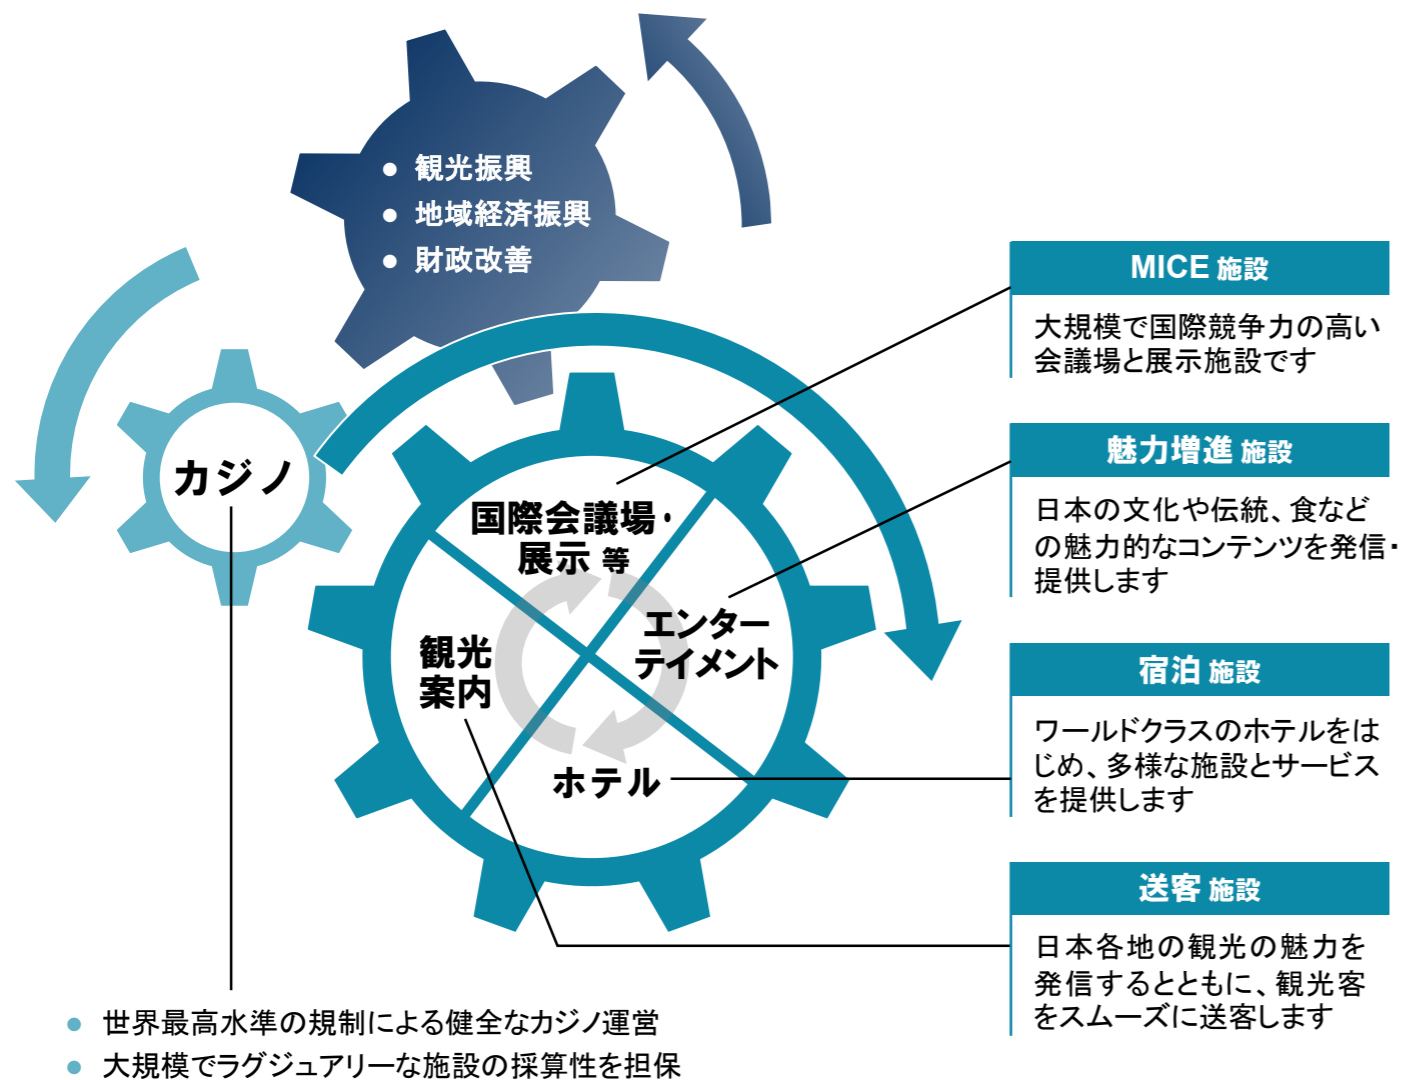 ● 観光振興
● 地域経済振興
● 財政改善
カジノ
国際会議場・
展示 等
エンター
テイメント
観光
案内
ホテル
MICE 施設
大規模で国際競争力の高い
会議場と展示施設です
魅力増進 施設
日本の文化や伝統、食など
の魅力的なコンテンツを発信・
提供します
宿泊 施設
ワールドクラスのホテルをは
じめ、多様な施設とサービス
を提供します
送客 施設
日本各地の観光の魅力を
発信するとともに、観光客
をスムーズに送客します
● 世界最高水準の規制による健全なカジノ運営
● 大規模でラグジュアリーな施設の採算性を担保